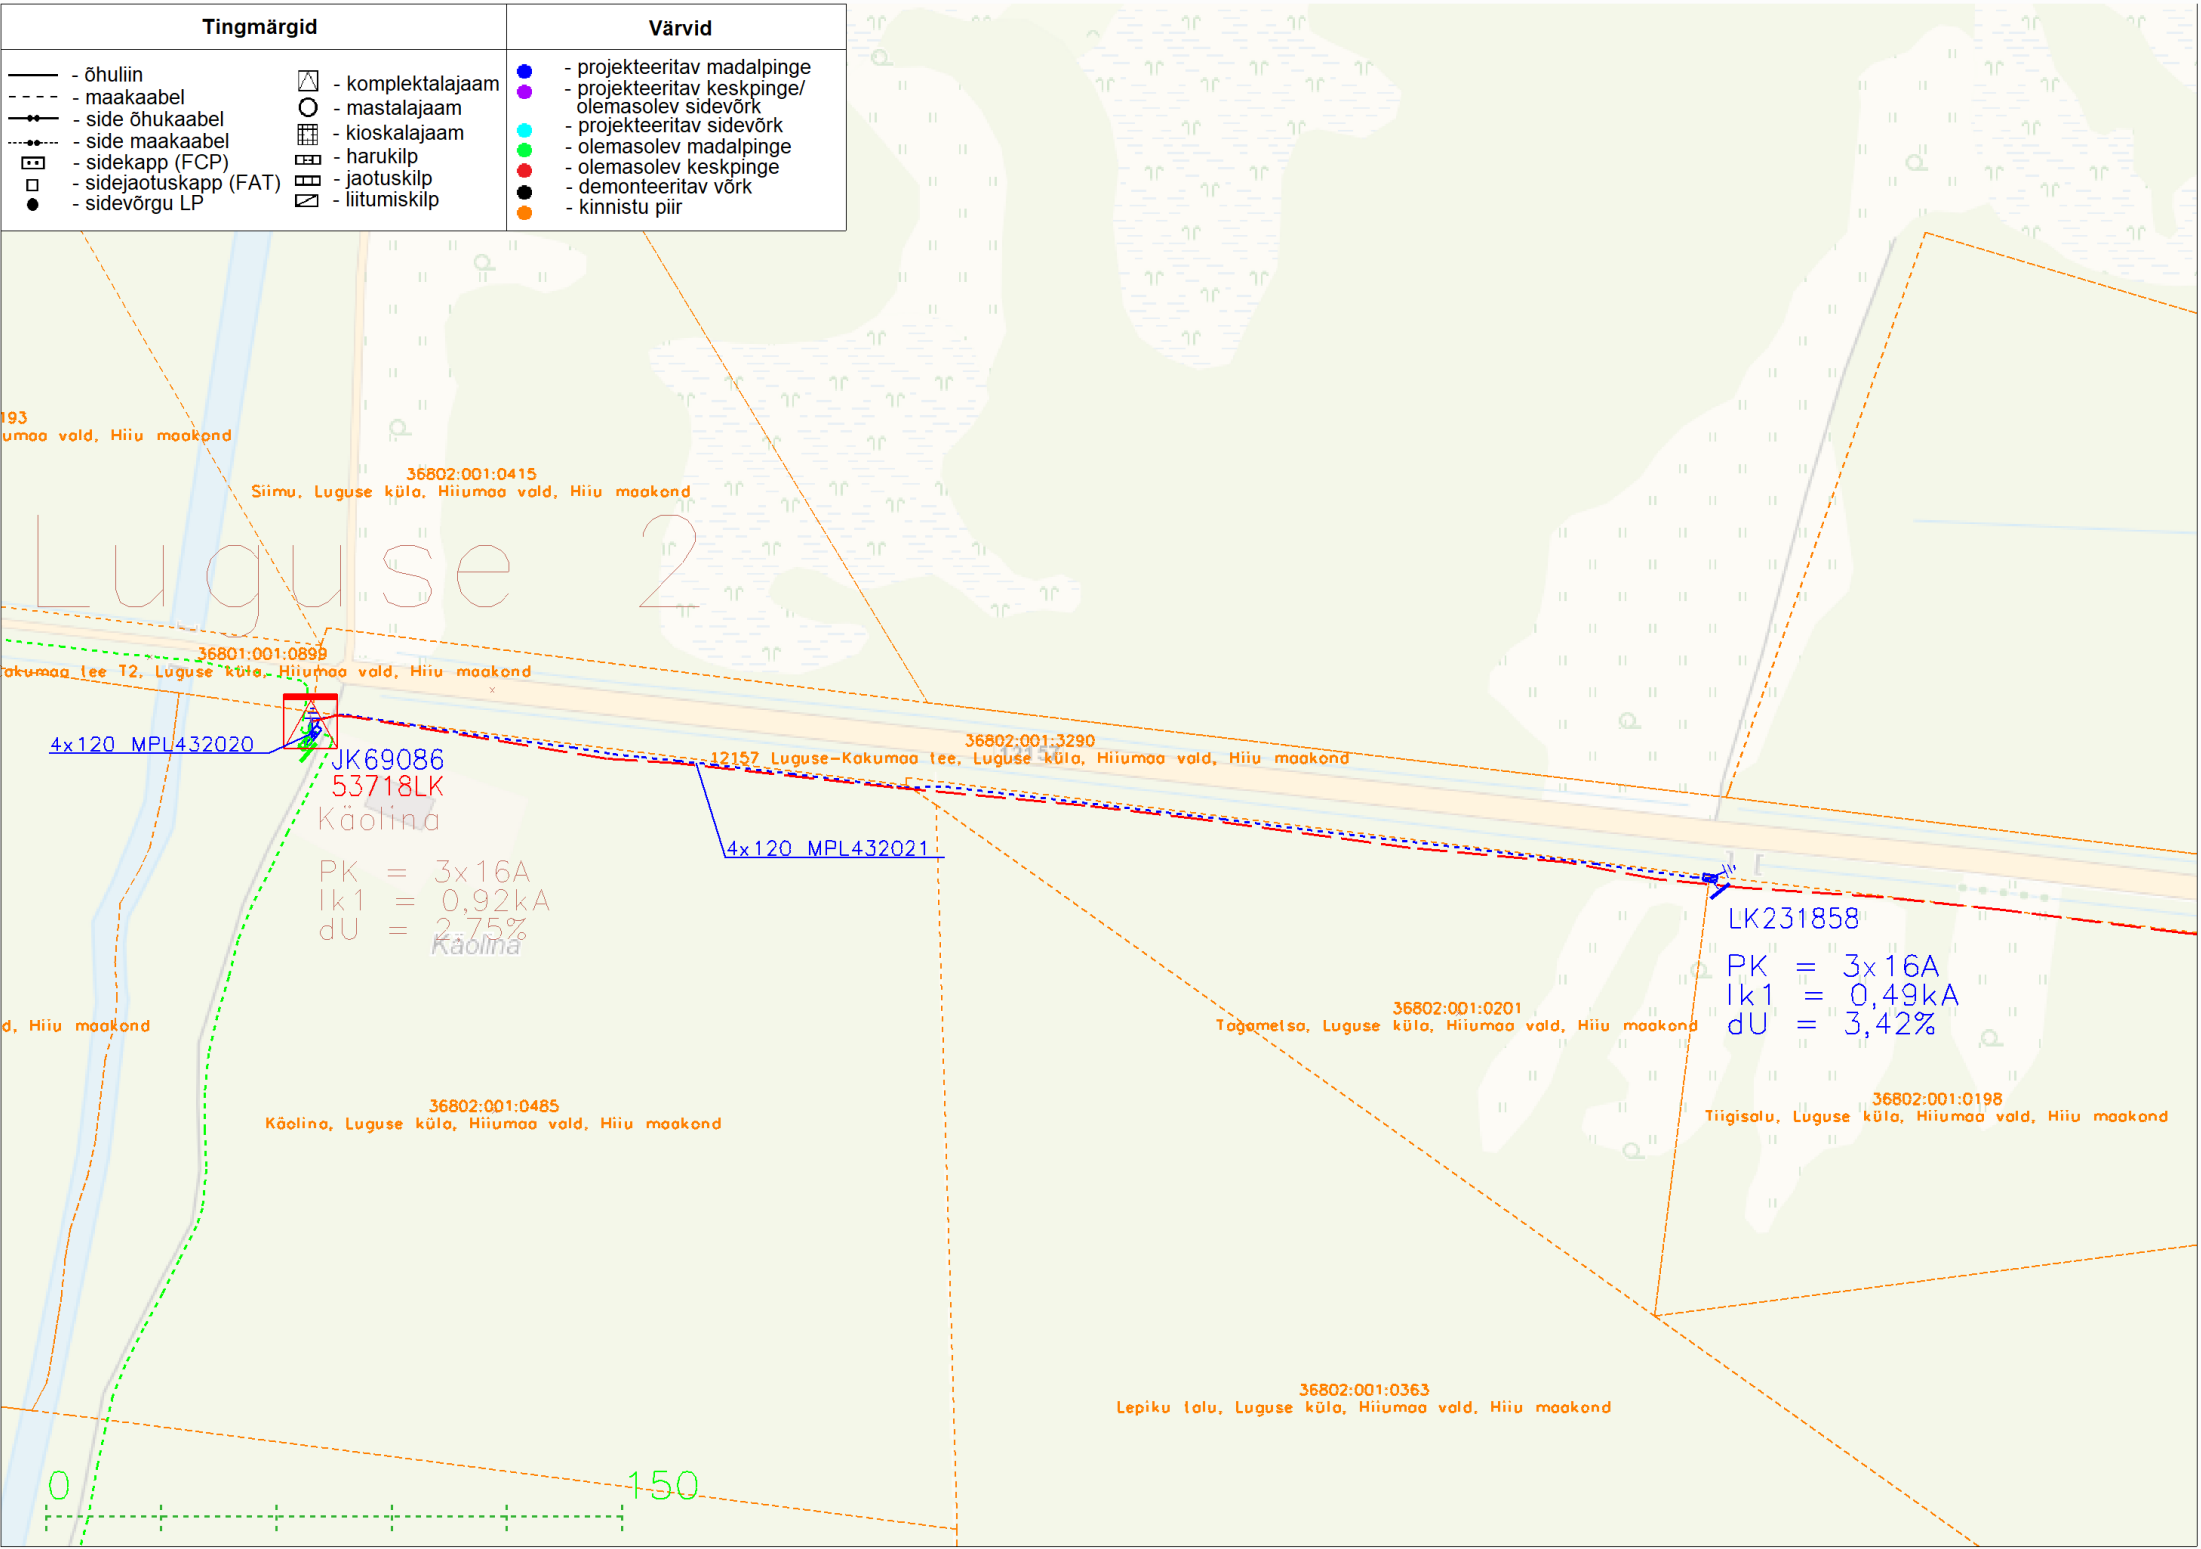 Tingmärgid
- õhuliin
- maakaabel
- side õhukaabel
- side maakaabel
- sidekapp (FCP)
- sidejaotuskapp (FAT)
- sidevõrgu LP
- komplektalajaam
- mastalajaam
- kioskalajaam
- harukilp
- jaotuskilp
- liitumiskilp
Värvid
- projekteeritav madalpinge
- projekteeritav keskpinge/
olemasolev sidevõrk
- projekteeritav sidevõrk
- olemasolev madalpinge
- olemasolev keskpinge
- demonteeritav võrk
- kinnistu piir
193
umaa vald, Hiiu maakond
36802:001:0415
Siimu, Luguse küla, Hiiumaa vald, Hiiu maakond
Luguse 2
36801:001:0899
akumaa tee T2, Luguse küla, Hiiumaa vald, Hiiu maakond
4x120 MPL432020
JK69086
53718LK
Käolina
PK = 3x16A
Ik1 = 0,92kA
dU = 2,75%
Käolina
36802:001:3290
12157 Luguse-Kakumaa tee, Luguse küla, Hiiumaa vald, Hiiu maakond
12157
4x120 MPL432021
LK231858
PK = 3x16A
Ik1 = 0,49kA
dU = 3,42%
36802:001:0201
Tagametsa, Luguse küla, Hiiumaa vald, Hiiu maakond
d, Hiiu maakond
36802:001:0485
Käolina, Luguse küla, Hiiumaa vald, Hiiu maakond
36802:001:0198
Tiigisalu, Luguse küla, Hiiumaa vald, Hiiu maakond
36802:001:0363
Lepiku talu, Luguse küla, Hiiumaa vald, Hiiu maakond
0 150